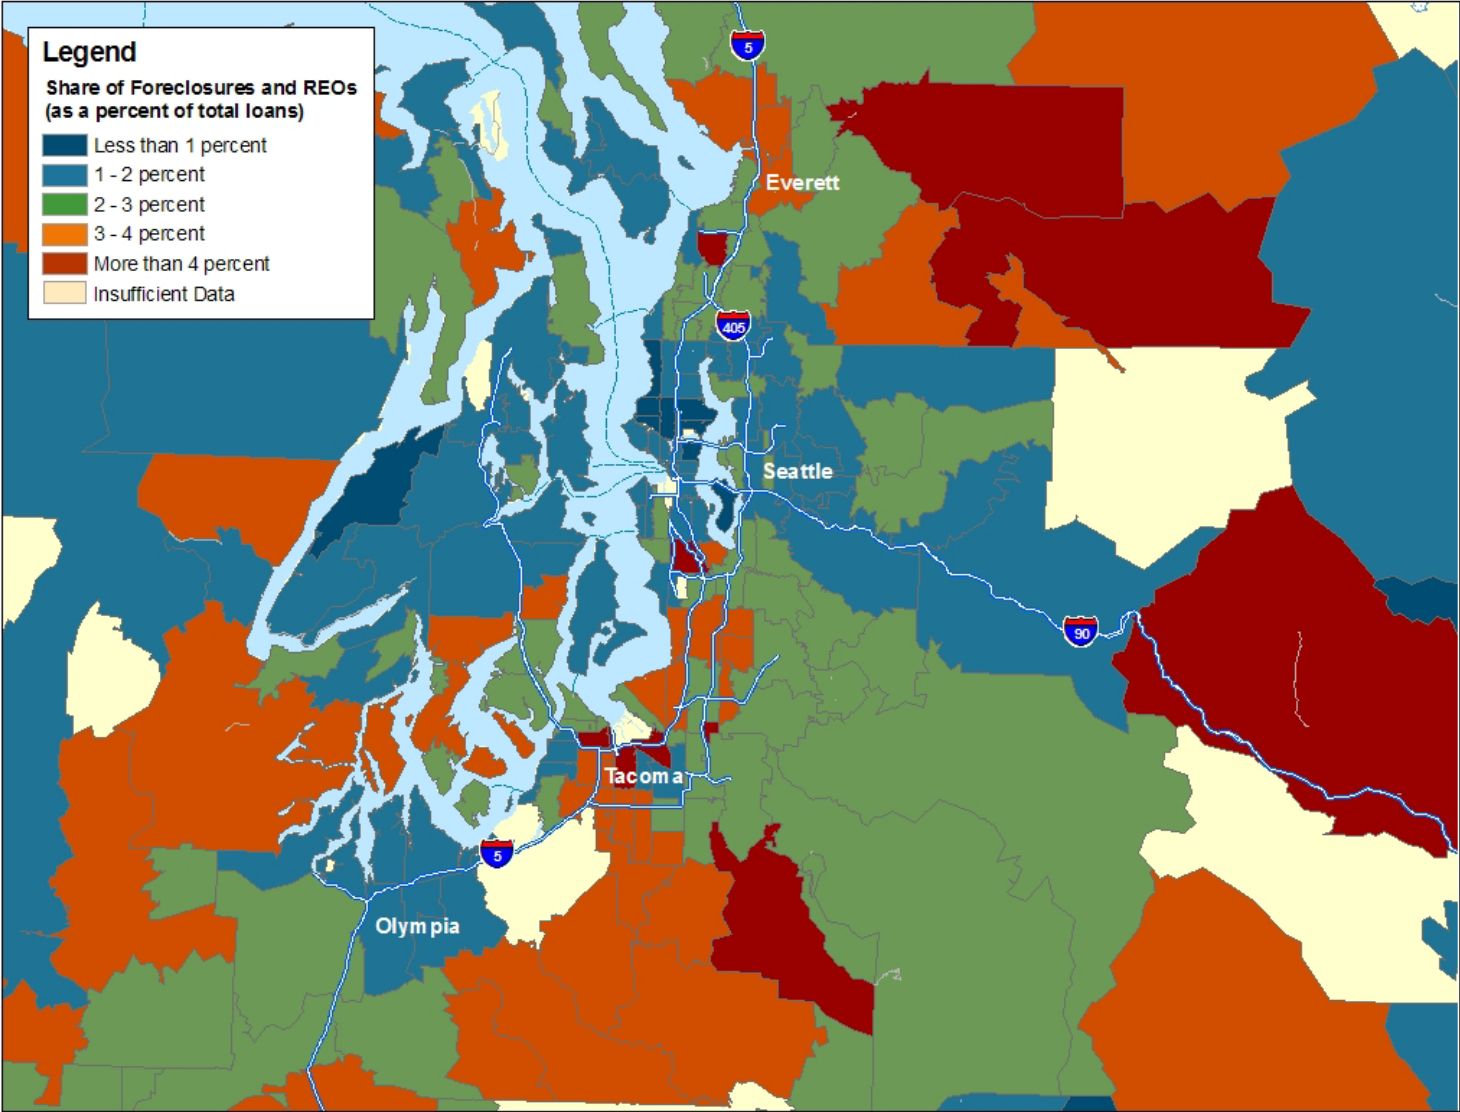 Legend
Share of Foreclosures and REOs
(as a percent of total loans)
Less than 1 percent
1 - 2 percent
2 - 3 percent
3 - 4 percent
More than 4 percent
Insufficient Data
5
Everett
405
Seattle
90
Tacoma
5
Olympia